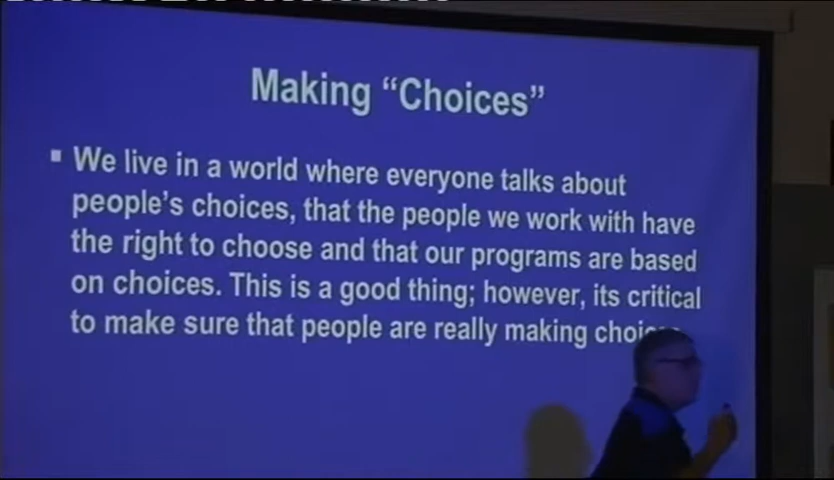 Making “Choices”
We live in a world where everyone talks about
people’s choices, that the people we work with have
the right to choose and that our programs are based
on choices. This is a good thing; however, its critical
to make sure that people are really making